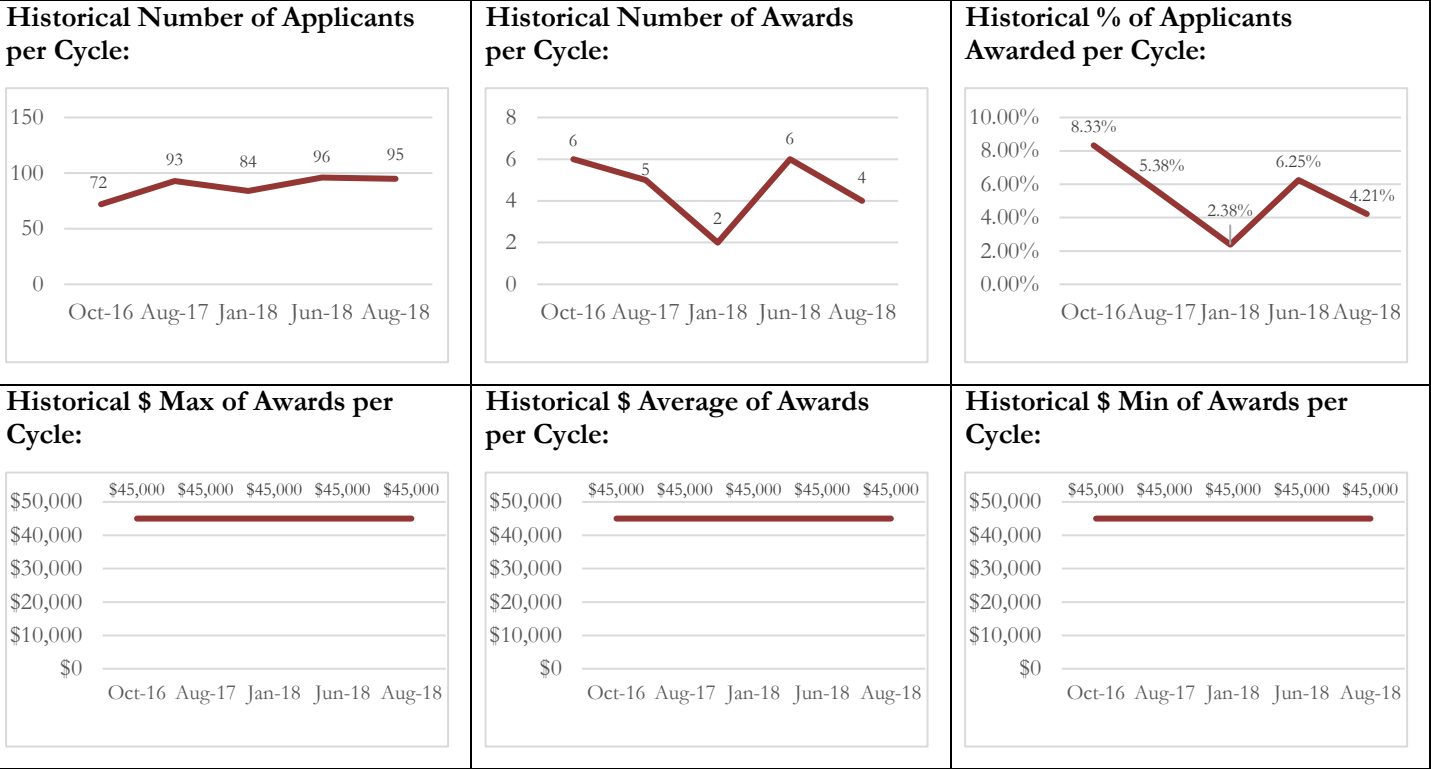 Historical Number of Applicants
per Cycle:
150
100
50
0
72
93
84
96
95
Oct-16 Aug-17 Jan-18 Jun-18 Aug-18
Historical Number of Awards
per Cycle:
8
6
4
2
0
6
5
2
6
4
Oct-16 Aug-17 Jan-18 Jun-18 Aug-18
Historical % of Applicants
Awarded per Cycle:
10.00%
8.00%
6.00%
4.00%
2.00%
0.00%
8.33%
5.38%
2.38%
6.25%
4.21%
Oct-16 Aug-17 Jan-18 Jun-18 Aug-18
Historical $ Max of Awards per
Cycle:
$50,000
$40,000
$30,000
$20,000
$10,000
$0
$45,000 $45,000 $45,000 $45,000 $45,000
Oct-16 Aug-17 Jan-18 Jun-18 Aug-18
Historical $ Average of Awards
per Cycle:
$50,000
$40,000
$30,000
$20,000
$10,000
$0
$45,000 $45,000 $45,000 $45,000 $45,000
Oct-16 Aug-17 Jan-18 Jun-18 Aug-18
Historical $ Min of Awards per
Cycle:
$50,000
$40,000
$30,000
$20,000
$10,000
$0
$45,000 $45,000 $45,000 $45,000 $45,000
Oct-16 Aug-17 Jan-18 Jun-18 Aug-18